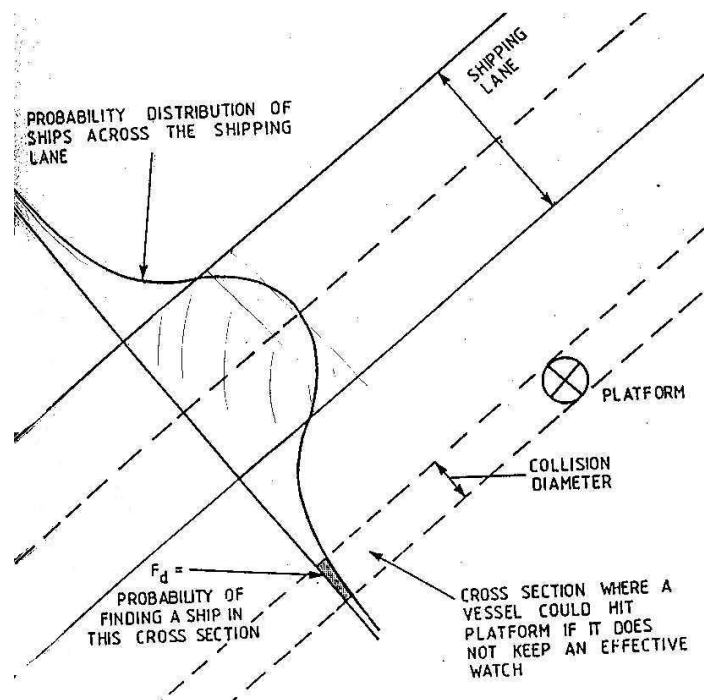 SHIPPING
LANE
PROBABILITY DISTRIBUTION OF
SHIPS ACROSS THE SHIPPING
LANE
PLATFORM
COLLISION
DIAMETER
Fd =
PROBABILITY OF
FINDING A SHIP IN
THIS CROSS SECTION
CROSS SECTION WHERE A
VESSEL COULD HIT
PLATFORM IF IT DOES
NOT KEEP AN EFFECTIVE
WATCH